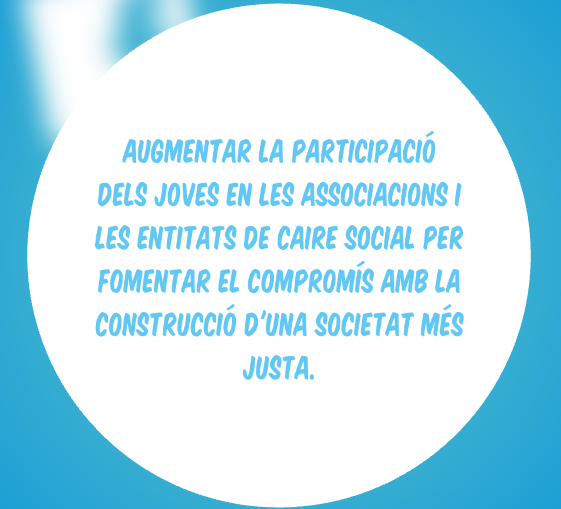 AUGMENTAR LA PARTICIPACIÓ
DELS JOVES EN LES ASSOCIACIONS I
LES ENTITATS DE CAIRE SOCIAL PER
FOMENTAR EL COMPROMÍS AMB LA
CONSTRUCCIÓ D'UNA SOCIETAT MÉS
JUSTA.